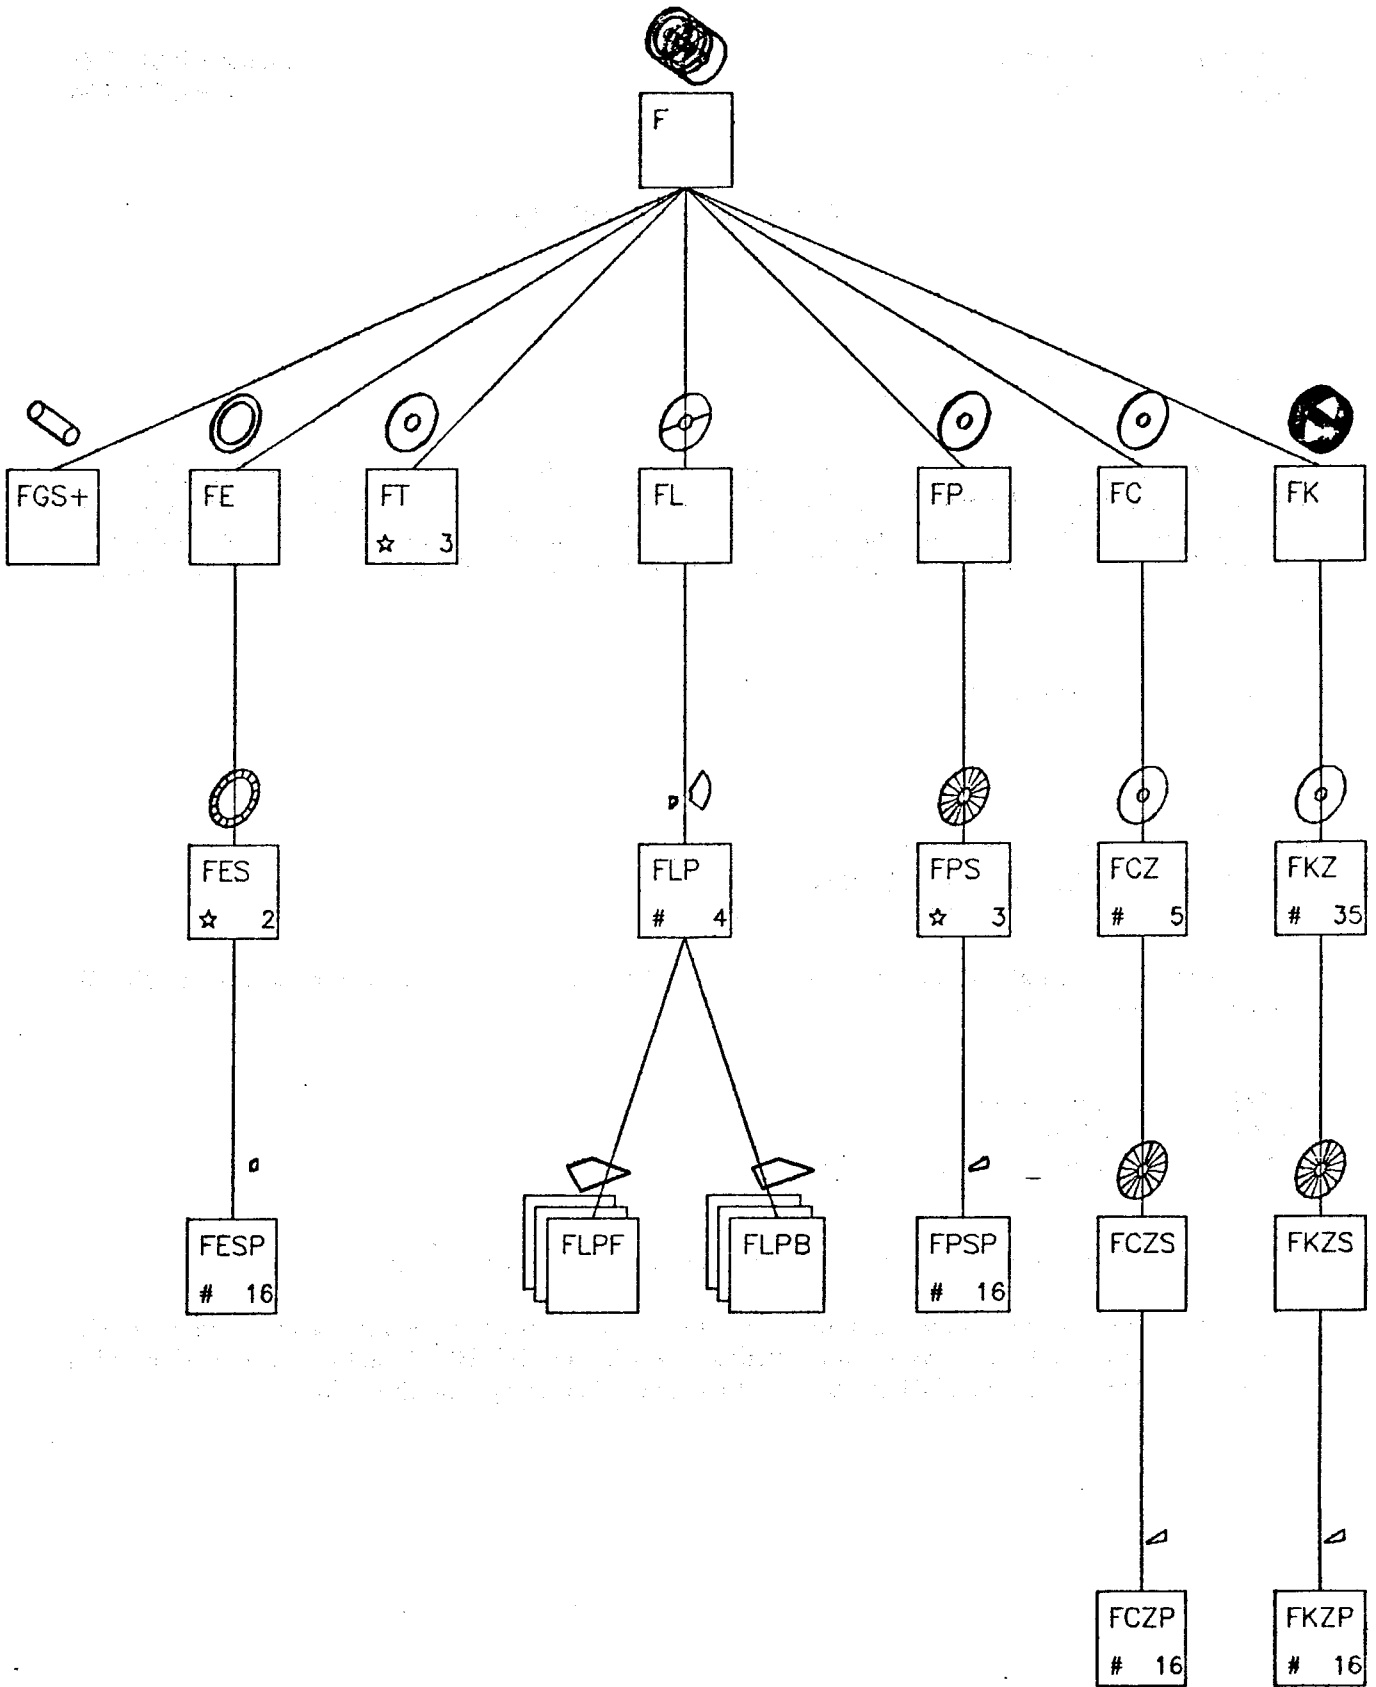 F
FGS+
FE
FT
☆ 3
FL
FP
FC
FK
FES
☆ 2
FLP
# 4
FPS
☆ 3
FCZ
# 5
FKZ
# 35
FESP
# 16
FLPF
FLPB
FPSP
# 16
FCZS
FKZS
FCZP
# 16
FKZP
# 16